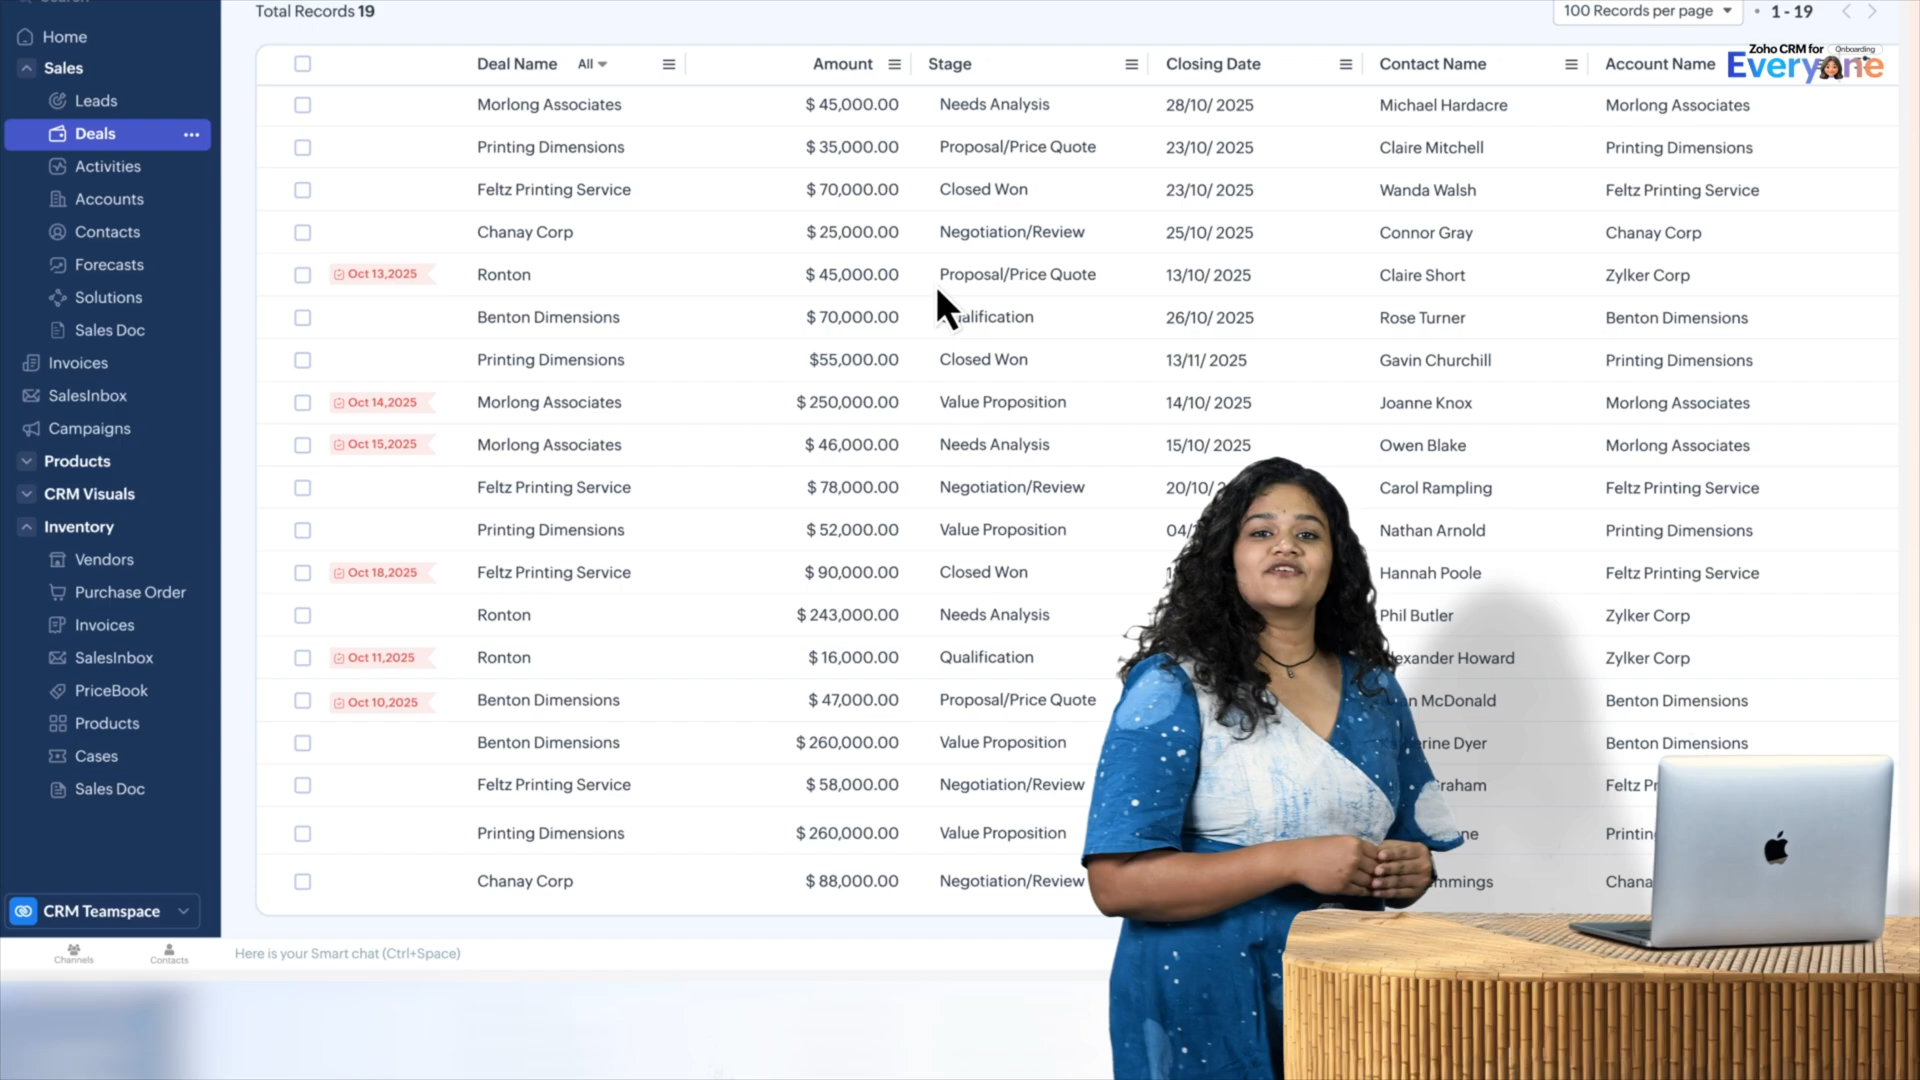 Total Records 19
100 Records per page • 1 - 19
Zoho CRM for Onboarding
Everyone
Home
Sales
Leads
Deals
Activities
Accounts
Contacts
Forecasts
Solutions
Sales Doc
Invoices
SalesInbox
Campaigns
Products
CRM Visuals
Inventory
Vendors
Purchase Order
Invoices
SalesInbox
PriceBook
Products
Cases
Sales Doc
CRM Teamspace
Channels
Contacts
Deal Name All Amount Stage Closing Date Contact Name Account Name
Morlong Associates $ 45,000.00 Needs Analysis 28/10/ 2025 Michael Hardacre Morlong Associates
Printing Dimensions $ 35,000.00 Proposal/Price Quote 23/10/ 2025 Claire Mitchell Printing Dimensions
Feltz Printing Service $ 70,000.00 Closed Won 23/10/ 2025 Wanda Walsh Feltz Printing Service
Chanay Corp $ 25,000.00 Negotiation/Review 25/10/ 2025 Connor Gray Chanay Corp
Oct 13,2025 Ronton $ 45,000.00 Proposal/Price Quote 13/10/ 2025 Claire Short Zylker Corp
Benton Dimensions $ 70,000.00 alification 26/10/ 2025 Rose Turner Benton Dimensions
Printing Dimensions $55,000.00 Closed Won 13/11/ 2025 Gavin Churchill Printing Dimensions
Oct 14,2025 Morlong Associates $ 250,000.00 Value Proposition 14/10/ 2025 Joanne Knox Morlong Associates
Oct 15,2025 Morlong Associates $ 46,000.00 Needs Analysis 15/10/ 2025 Owen Blake Morlong Associates
Feltz Printing Service $ 78,000.00 Negotiation/Review 20/10/ Carol Rampling Feltz Printing Service
Printing Dimensions $ 52,000.00 Value Proposition 04/ Nathan Arnold Printing Dimensions
Oct 18,2025 Feltz Printing Service $ 90,000.00 Closed Won Hannah Poole Feltz Printing Service
Ronton $ 243,000.00 Needs Analysis Phil Butler Zylker Corp
Oct 11,2025 Ronton $ 16,000.00 Qualification exander Howard Zylker Corp
Oct 10,2025 Benton Dimensions $ 47,000.00 Proposal/Price Quote n McDonald Benton Dimensions
Benton Dimensions $ 260,000.00 Value Proposition erine Dyer Benton Dimensions
Feltz Printing Service $ 58,000.00 Negotiation/Review Graham Feltz Pr
Printing Dimensions $ 260,000.00 Value Proposition ne Printin
Chanay Corp $ 88,000.00 Negotiation/Review mmings Chana
Here is your Smart chat (Ctrl+Space)